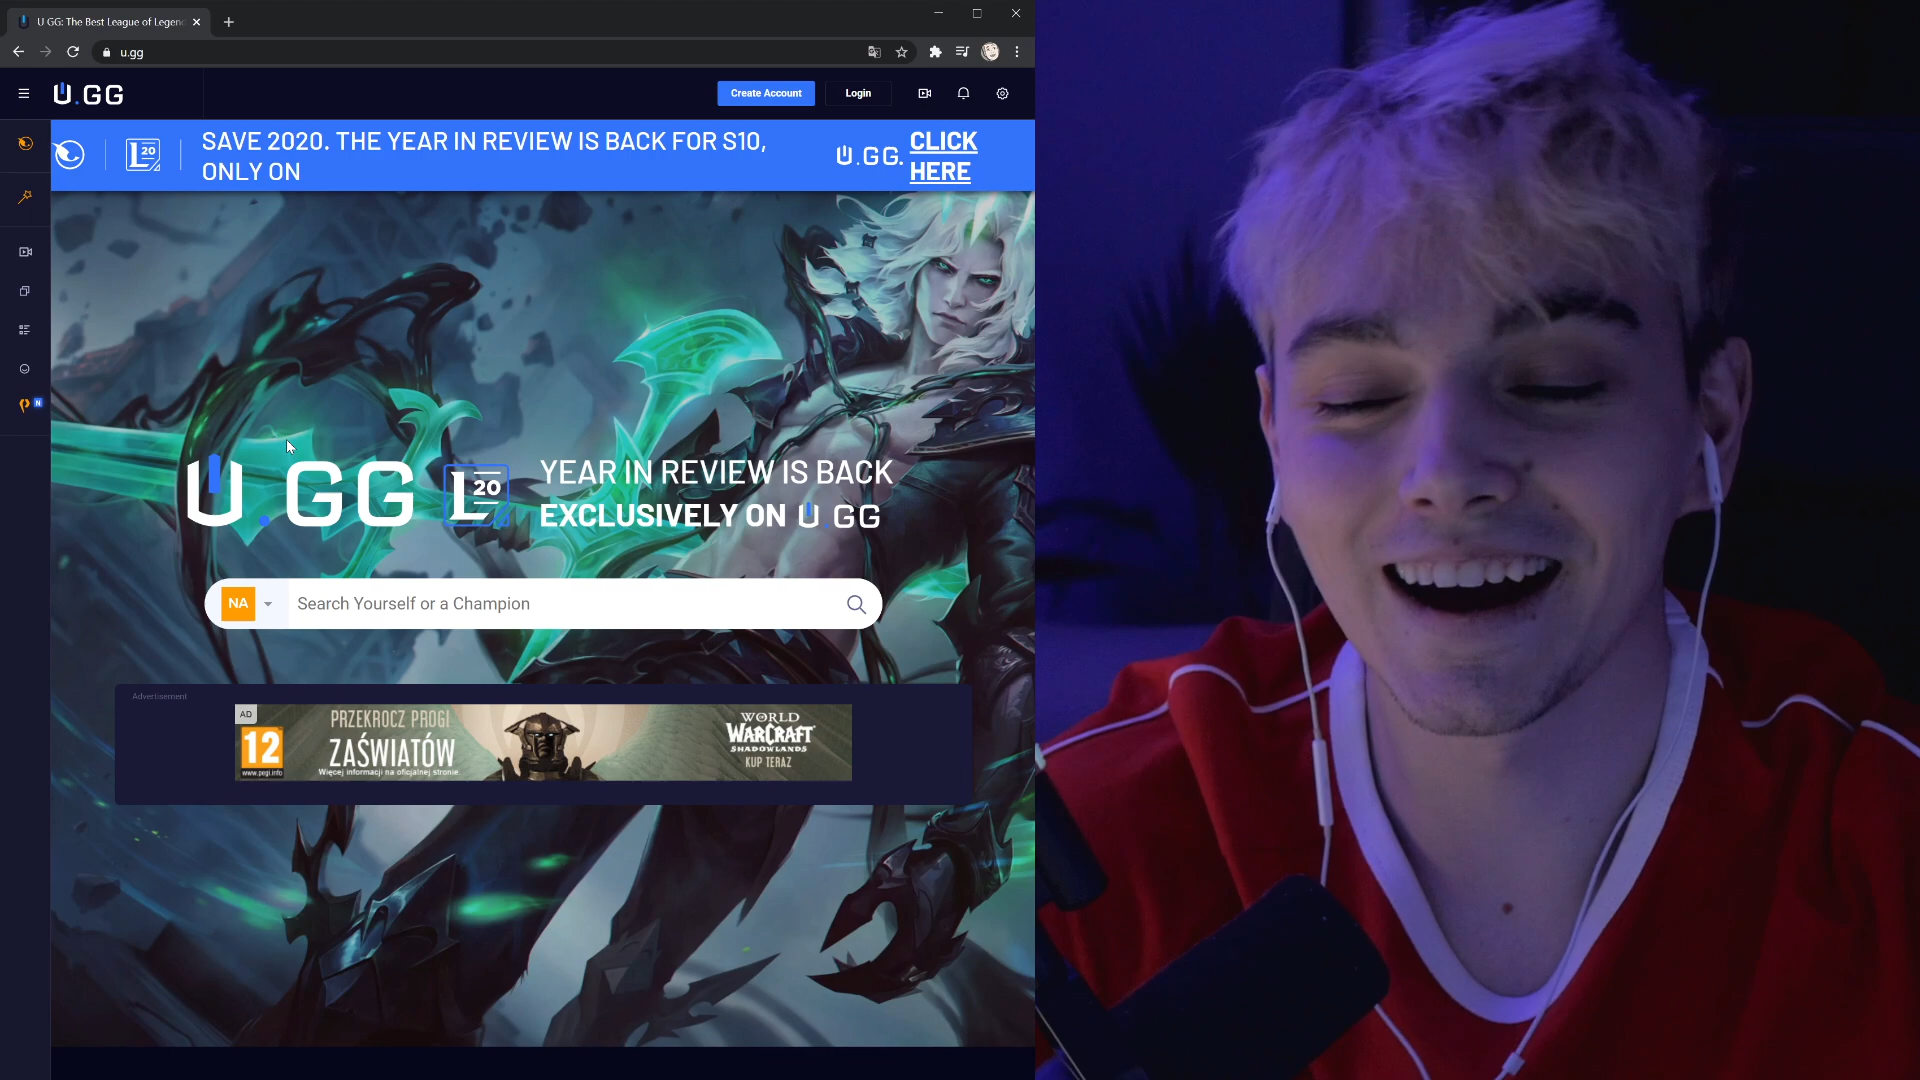 U GG: The Best League of Legen
u.gg
U.GG
Create Account
Login
L20
SAVE 2020. THE YEAR IN REVIEW IS BACK FOR S10,
ONLY ON
U.GG.
CLICK
HERE
N
U.GG
L20
YEAR IN REVIEW IS BACK
EXCLUSIVELY ON U.GG
NA
Search Yourself or a Champion
Advertisement
AD
12
www.pegi.info
PRZEKROCZ PROGI
ZAŚWIATÓW
Więcej informacji na oficjalnej stronie.
WORLD
WARCRAFT
SHADOWLANDS
KUP TERAZ